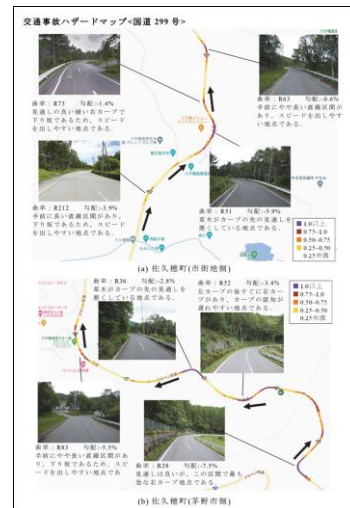 交通事故ハザードマップ<国道 299 号>
曲率：R73 勾配:-1.4%
見通しの良い緩い右カーブで
下り坂であるため、スピード
を出しやすい地点である.
曲率：R63 勾配:-0.6%
手前にやや長い直線区間が
あり、スピードを出しやす
い地点である.
曲率：R212 勾配:-3.9%
手前に長い直線区間があり、
下り坂であるため、スピード
を出しやすい地点である.
曲率：R51 勾配:-5.9%
草木がカーブの先の見通しを
悪くしている地点である.
1.0以上
0.75-1.0
0.50-0.75
0.25-0.50
0.25未満
(a) 佐久穂町(市街地側)
曲率：R36 勾配:-2.8%
草木がカーブの先の見通しを
悪くしている地点である.
曲率：R52 勾配:-3.4%
左カーブの後すぐに右カー
ブがあり、カーブの認知が
遅れやすい地点である.
1.0以上
0.75-1.0
0.50-0.75
0.25-0.50
0.25未満
曲率：R83 勾配:-5.5%
手前にやや長い直線区間があ
り、下り坂であるため、スピ
ードを出しやすい地点であ
曲率：R28 勾配:-7.5%
見通しは良いが、この区間で最も
急な右カーブ地点である.
(b) 佐久穂町(茅野市側)